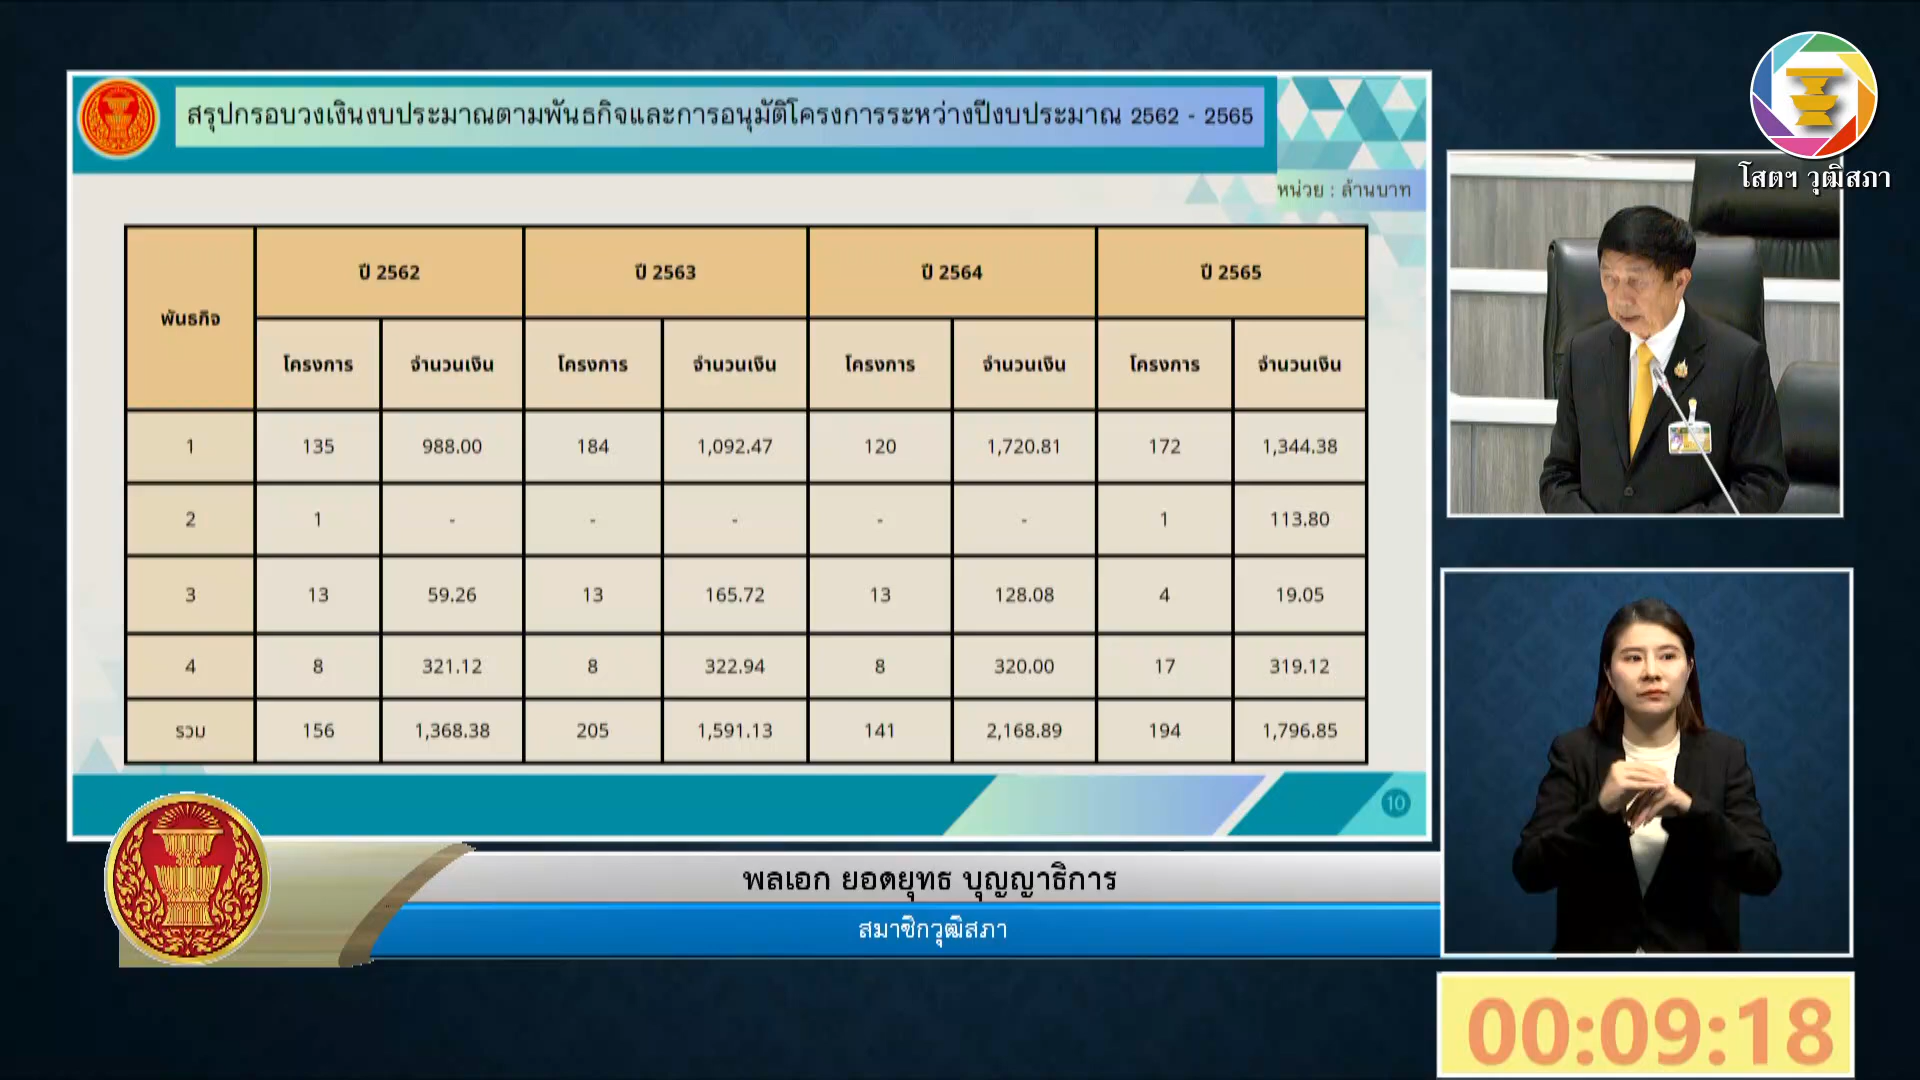 สรุปกรอบวงเงินงบประมาณตามพันธกิจและการอนุมัติโครงการระหว่างปีงบประมาณ 2562 - 2565
โสตฯ วุฒิสภา
หน่วย : ล้านบาท
พันธกิจ ปี 2562 ปี 2563 ปี 2564 ปี 2565
โครงการ จำนวนเงิน โครงการ จำนวนเงิน โครงการ จำนวนเงิน โครงการ จำนวนเงิน
1 135 988.00 184 1,092.47 120 1,720.81 172 1,344.38
2 1 - - - - - 1 113.80
3 13 59.26 13 165.72 13 128.08 4 19.05
4 8 321.12 8 322.94 8 320.00 17 319.12
รวม 156 1,368.38 205 1,591.13 141 2,168.89 194 1,796.85
10
พลเอก ยอดยุทธ บุญญาธิการ
สมาชิกวุฒิสภา
00:09:18